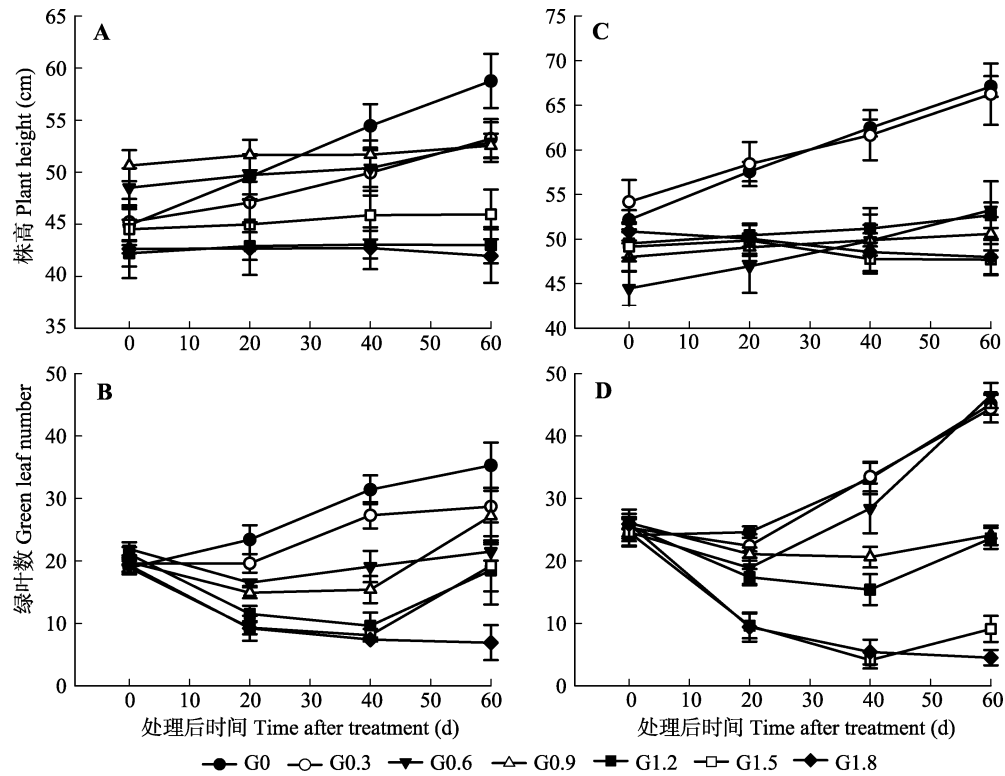 A
株高 Plant height (cm)
65
60
55
50
45
40
35
0 10 20 30 40 50 60
C
75
70
65
60
55
50
45
40
0 10 20 30 40 50 60
B
绿叶数 Green leaf number
50
40
30
20
10
0
0 10 20 30 40 50 60
处理后时间 Time after treatment (d)
D
50
40
30
20
10
0
0 10 20 30 40 50 60
处理后时间 Time after treatment (d)
G0 G0.3 G0.6 G0.9 G1.2 G1.5 G1.8